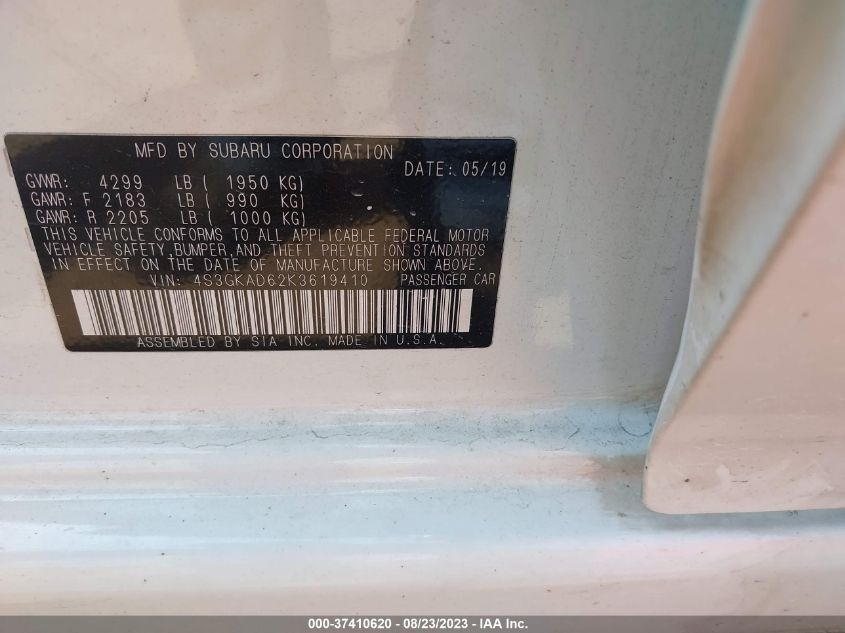 MFD BY SUBARU CORPORATION
DATE: 05/19
GVWR: 4299 LB ( 1950 KG)
GAWR: F 2183 LB ( 990 KG)
GAWR: R 2205 LB ( 1000 KG)
THIS VEHICLE CONFORMS TO ALL APPLICABLE FEDERAL MOTOR
VEHICLE SAFETY,BUMPER,AND THEFT PREVENTION STANDARDS
IN EFFECT ON THE DATE OF MANUFACTURE SHOWN ABOVE.
VIN: 4S3GKAD62K3619410 PASSENGER CAR
ASSEMBLED BY SIA INC. MADE IN U.S.A.
000-37410620 - 08/23/2023 - IAA Inc.